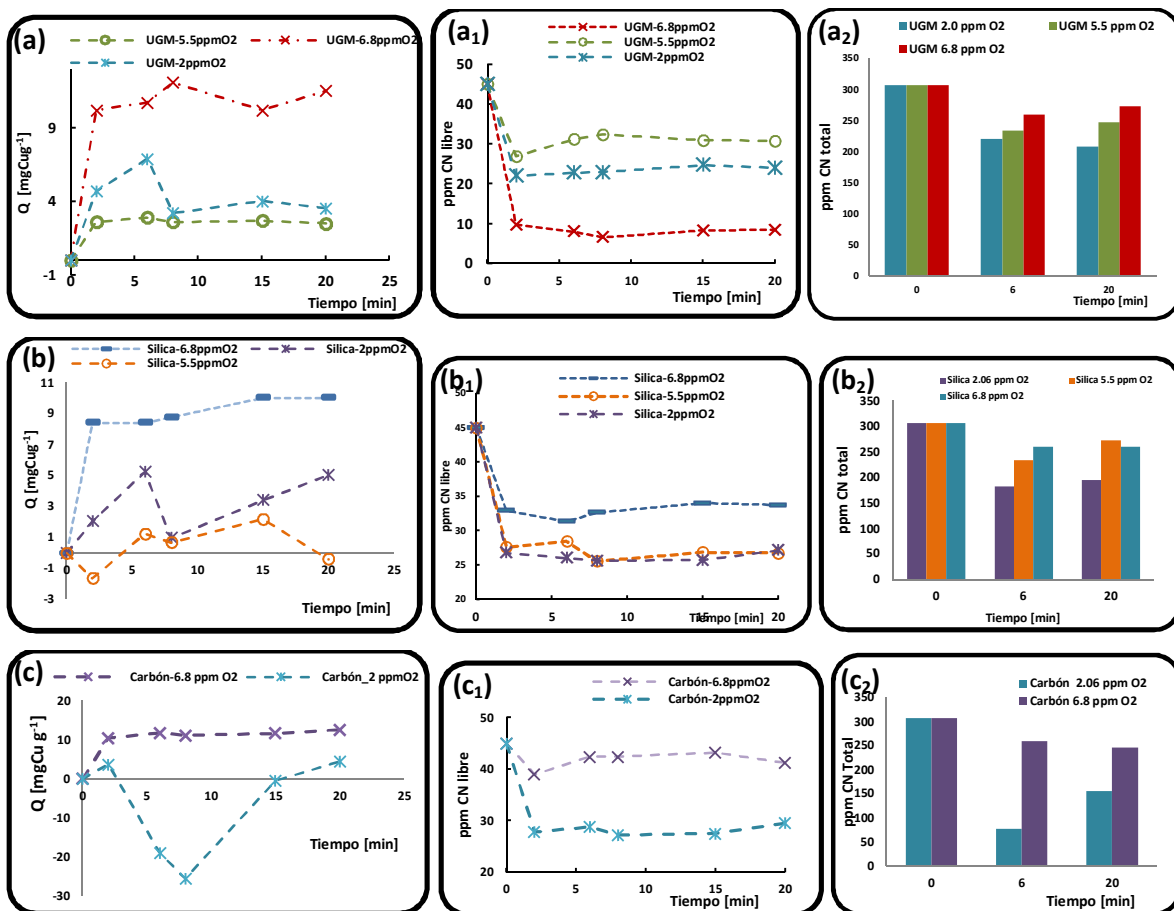 (a)
UGM-5.5ppmO2 UGM-6.8ppmO2
UGM-2ppmO2
Q [mgCug-1]
9
4
-1
0 5 10 15 20 25
Tiempo [min]
(a1)
UGM-6.8ppmO2
UGM-5.5ppmO2
UGM-2ppmO2
ppm CN libre
50
40
30
20
10
0
0 5 10 15 20
Tiempo [min]
(a2)
UGM 2.0 ppm O2 UGM 5.5 ppm O2
UGM 6.8 ppm O2
ppm CN total
350
300
250
200
150
100
50
0
0 6 20
Tiempo [min]
(b)
Silica-6.8ppmO2 Silica-2ppmO2
Silica-5.5ppmO2
Q [mgCug-1]
11
9
7
5
3
1
-1
-3
0 5 10 15 20 25
Tiempo [min]
(b1)
Silica-6.8ppmO2
Silica-5.5ppmO2
Silica-2ppmO2
ppm CN libre
45
40
35
30
25
20
0 5 10 15 20
Tiempo [min]
(b2)
Silica 2.06 ppm O2 Silica 5.5 ppm O2
Silica 6.8 ppm O2
ppm CN total
350
300
250
200
150
100
50
0
0 6 20
Tiempo [min]
(c)
Carbón-6.8 ppm O2 Carbón_2 ppmO2
Q [mgCu g-1]
20
10
0
-10
-20
-30
0 5 10 15 20 25
Tiempo [min]
(c1)
Carbón-6.8ppmO2
Carbón-2ppmO2
ppm CN libre
50
40
30
20
0 5 10 15 20
Tiempo [min]
(c2)
Carbón 2.06 ppm O2
Carbón 6.8 ppm O2
ppm CN Total
350
300
250
200
150
100
50
0
0 6 20
Tiempo [min]